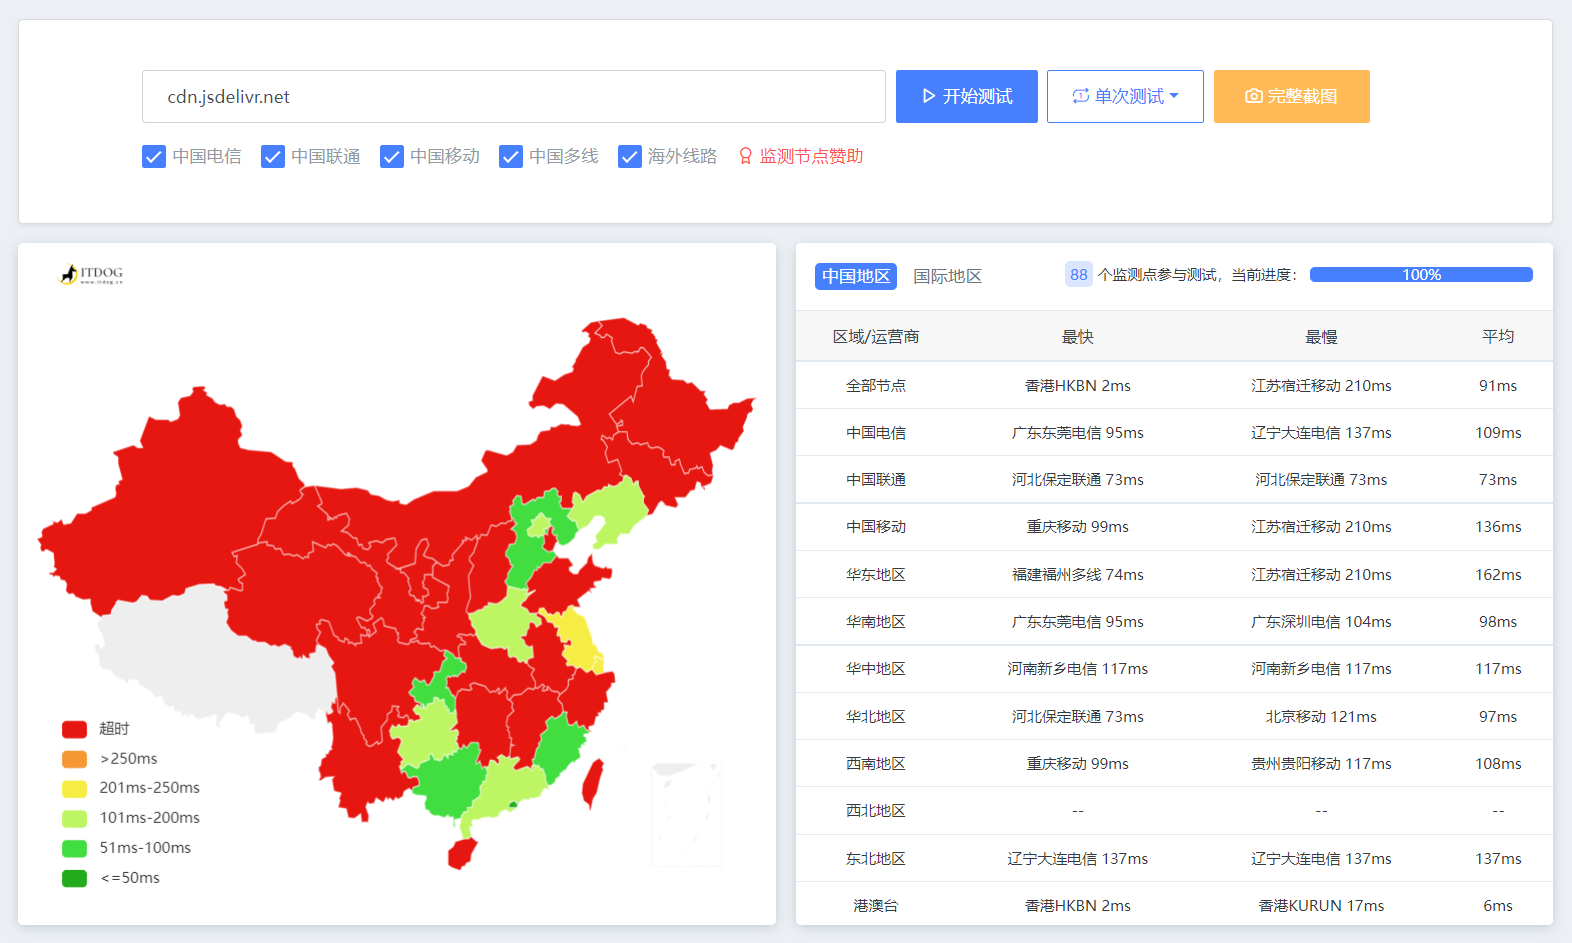 cdn.jsdelivr.net
开始测试
单次测试
完整截图
中国电信 中国联通 中国移动 中国多线 海外线路 监测节点赞助
ITDOG
www.itdog.cn
超时
>250ms
201ms-250ms
101ms-200ms
51ms-100ms
<=50ms
中国地区 国际地区 88 个监测点参与测试，当前进度： 100%
区域/运营商 最快 最慢 平均
全部节点 香港HKBN 2ms 江苏宿迁移动 210ms 91ms
中国电信 广东东莞电信 95ms 辽宁大连电信 137ms 109ms
中国联通 河北保定联通 73ms 河北保定联通 73ms 73ms
中国移动 重庆移动 99ms 江苏宿迁移动 210ms 136ms
华东地区 福建福州多线 74ms 江苏宿迁移动 210ms 162ms
华南地区 广东东莞电信 95ms 广东深圳电信 104ms 98ms
华中地区 河南新乡电信 117ms 河南新乡电信 117ms 117ms
华北地区 河北保定联通 73ms 北京移动 121ms 97ms
西南地区 重庆移动 99ms 贵州贵阳移动 117ms 108ms
西北地区 -- -- --
东北地区 辽宁大连电信 137ms 辽宁大连电信 137ms 137ms
港澳台 香港HKBN 2ms 香港KURUN 17ms 6ms